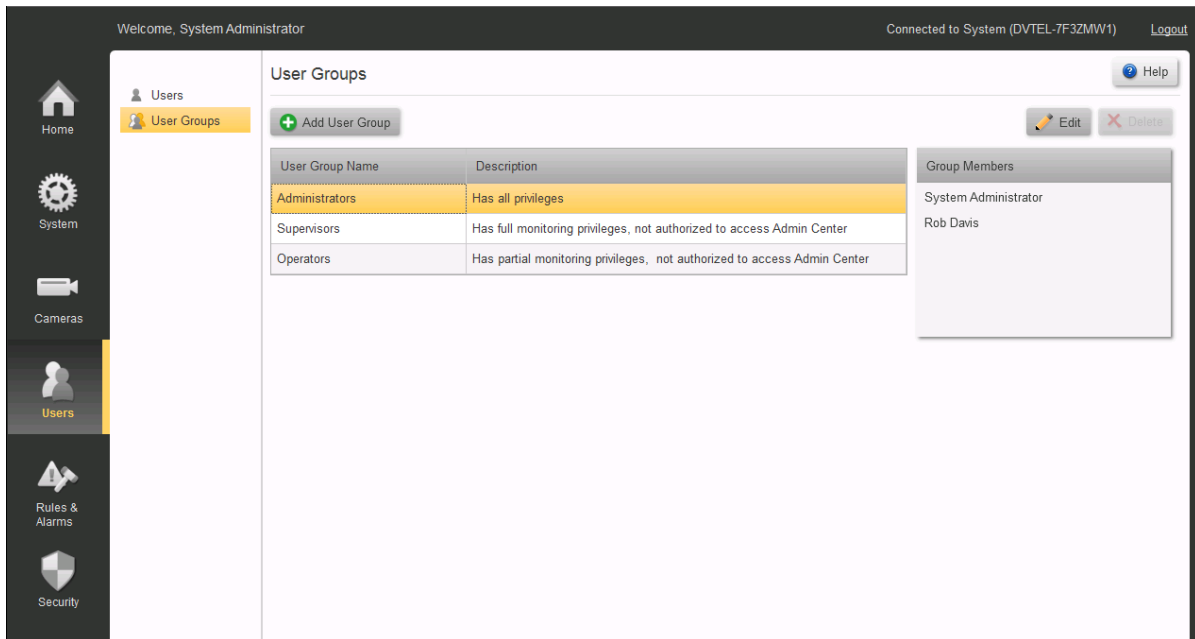 Welcome, System Administrator
Connected to System (DVTEL-7F3ZMW1)
Logout
Home
System
Cameras
Users
Rules &
Alarms
Security
Users
User Groups
User Groups
Help
Add User Group
Edit
Delete
User Group Name
Description
Administrators
Has all privileges
Supervisors
Has full monitoring privileges, not authorized to access Admin Center
Operators
Has partial monitoring privileges,  not authorized to access Admin Center
Group Members
System Administrator
Rob Davis